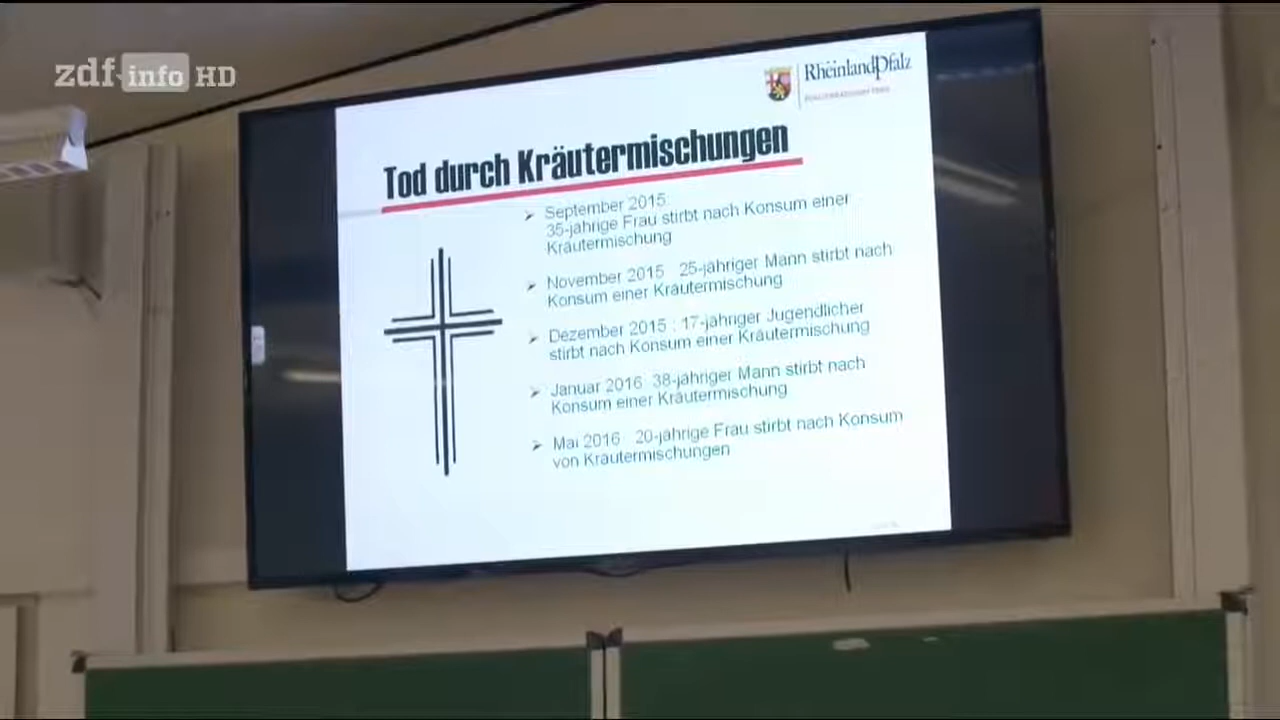 zdf info HD
RheinlandPfalz
Tod durch Kräutermischungen
➢ September 2015:
35-jährige Frau stirbt nach Konsum einer
Kräutermischung
➢ November 2015 25-jähriger Mann stirbt nach
Konsum einer Kräutermischung
➢ Dezember 2015 : 17-jähriger Jugendlicher
stirbt nach Konsum einer Kräutermischung
➢ Januar 2016 38-jähriger Mann stirbt nach
Konsum einer Kräutermischung
➢ Mai 2016 20-jährige Frau stirbt nach Konsum
von Kräutermischungen